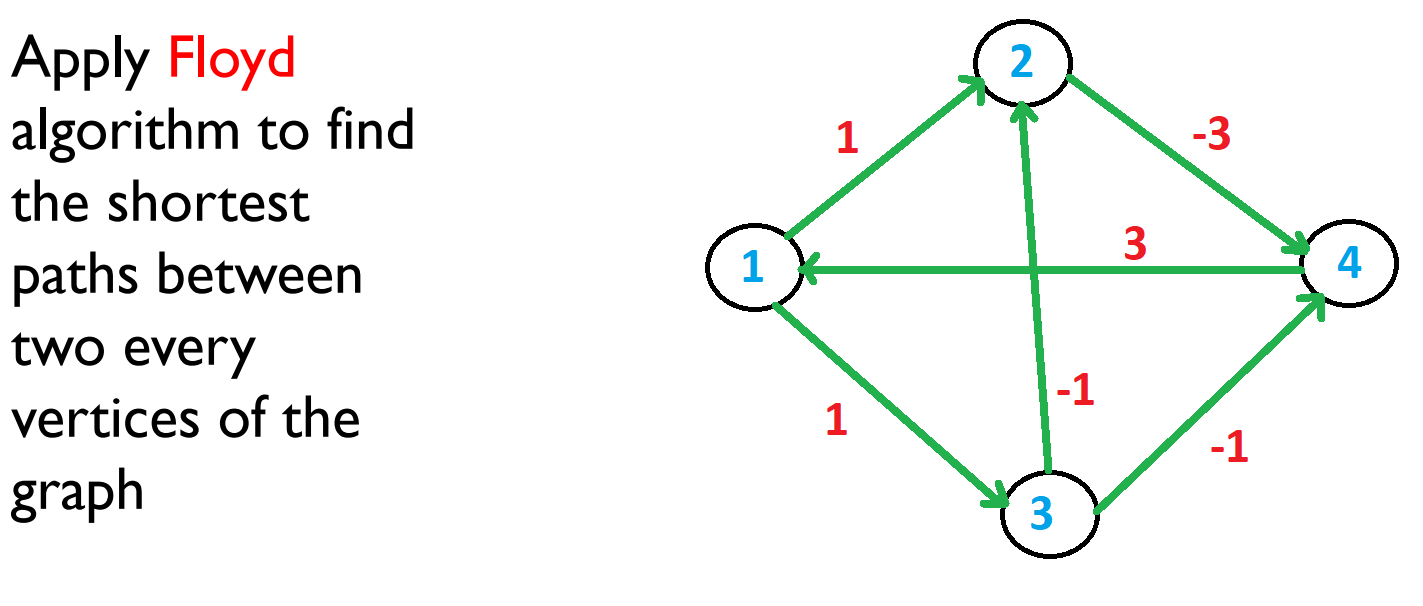 Apply Floyd
algorithm to find
the shortest
paths between
two every
vertices of the
graph
2
1
-3
3
1
4
-1
1
-1
3